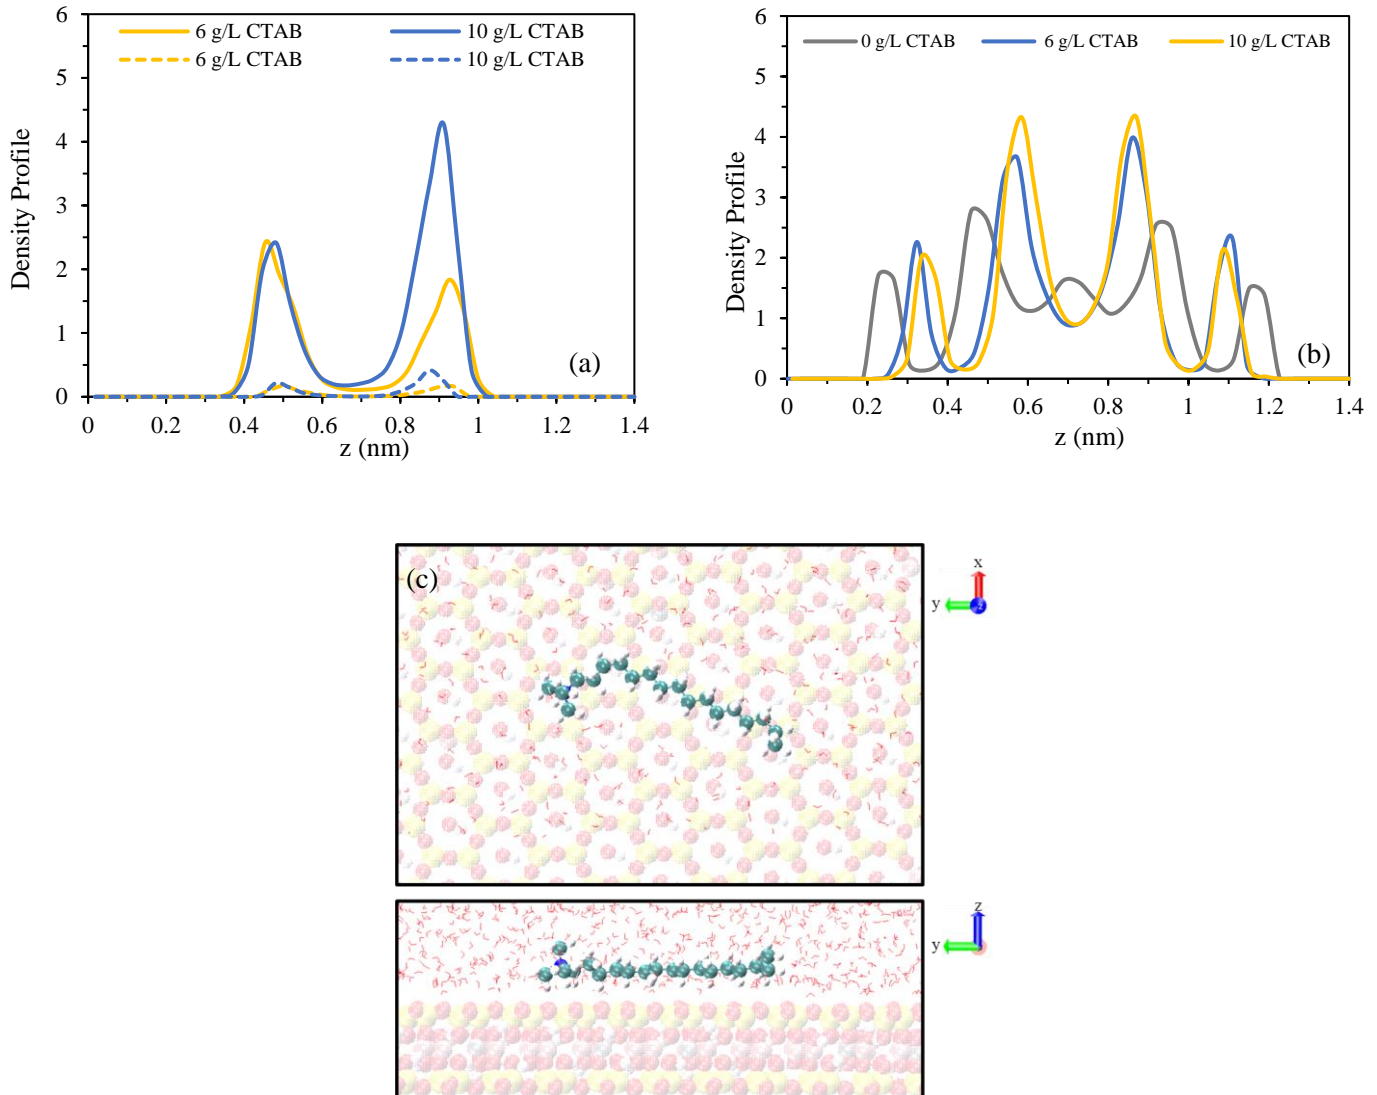 6
5
4
3
2
1
0
Density Profile
6 g/L CTAB
10 g/L CTAB
6 g/L CTAB
10 g/L CTAB
(a)
0 0.2 0.4 0.6 0.8 1 1.2 1.4
z (nm)
6
5
4
3
2
1
0
Density Profile
0 g/L CTAB
6 g/L CTAB
10 g/L CTAB
(b)
0 0.2 0.4 0.6 0.8 1 1.2 1.4
z (nm)
(c)
x
y
z
z
y